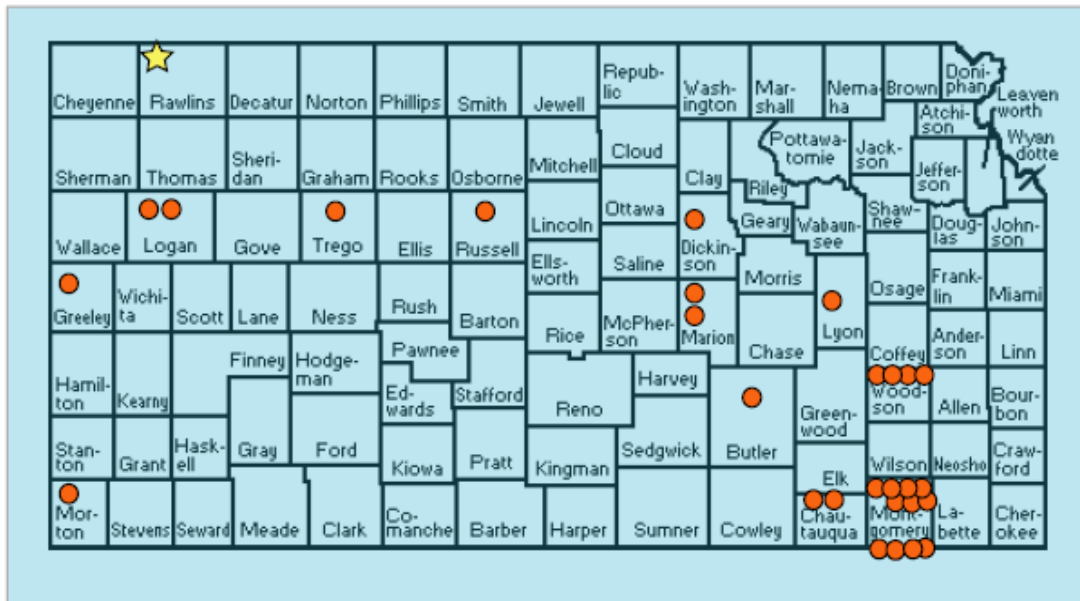 Cheyenne
Rawlins
Decatur
Norton
Phillips
Smith
Jewell
Repub-
lic
Wash-
ington
Mar-
shall
Nema-
ha
Brown
Doni-
phan
Leaven
worth
Atchi-
son
Wyan
dotte
Sherman
Thomas
Sheri-
dan
Graham
Rooks
Osborne
Mitchell
Cloud
Clay
Pottawa-
tomie
Jack-
son
Jeffer-
son
Riley
Wallace
Logan
Gove
Trego
Ellis
Russell
Lincoln
Ottawa
Dickin-
son
Geary
Wabaun-
see
Shaw-
nee
Doug-
las
John-
son
Ells-
worth
Saline
Morris
Osage
Frank-
lin
Miami
Greeley
Wichi-
ta
Scott
Lane
Ness
Rush
Barton
Rice
McPher-
son
Marion
Chase
Lyon
Coffey
Ander-
son
Linn
Hamil-
ton
Kearny
Finney
Hodge-
man
Pawnee
Ed-
wards
Stafford
Reno
Harvey
Butler
Green-
wood
Wood-
son
Allen
Bour-
bon
Stan-
ton
Grant
Hask-
ell
Gray
Ford
Kiowa
Pratt
Kingman
Sedgwick
Elk
Wilson
Neosho
Craw-
ford
Mor-
ton
Stevens
Seward
Meade
Clark
Co-
manche
Barber
Harper
Sumner
Cowley
Chau-
tauqua
Mont-
gomery
La-
bette
Cher-
okee